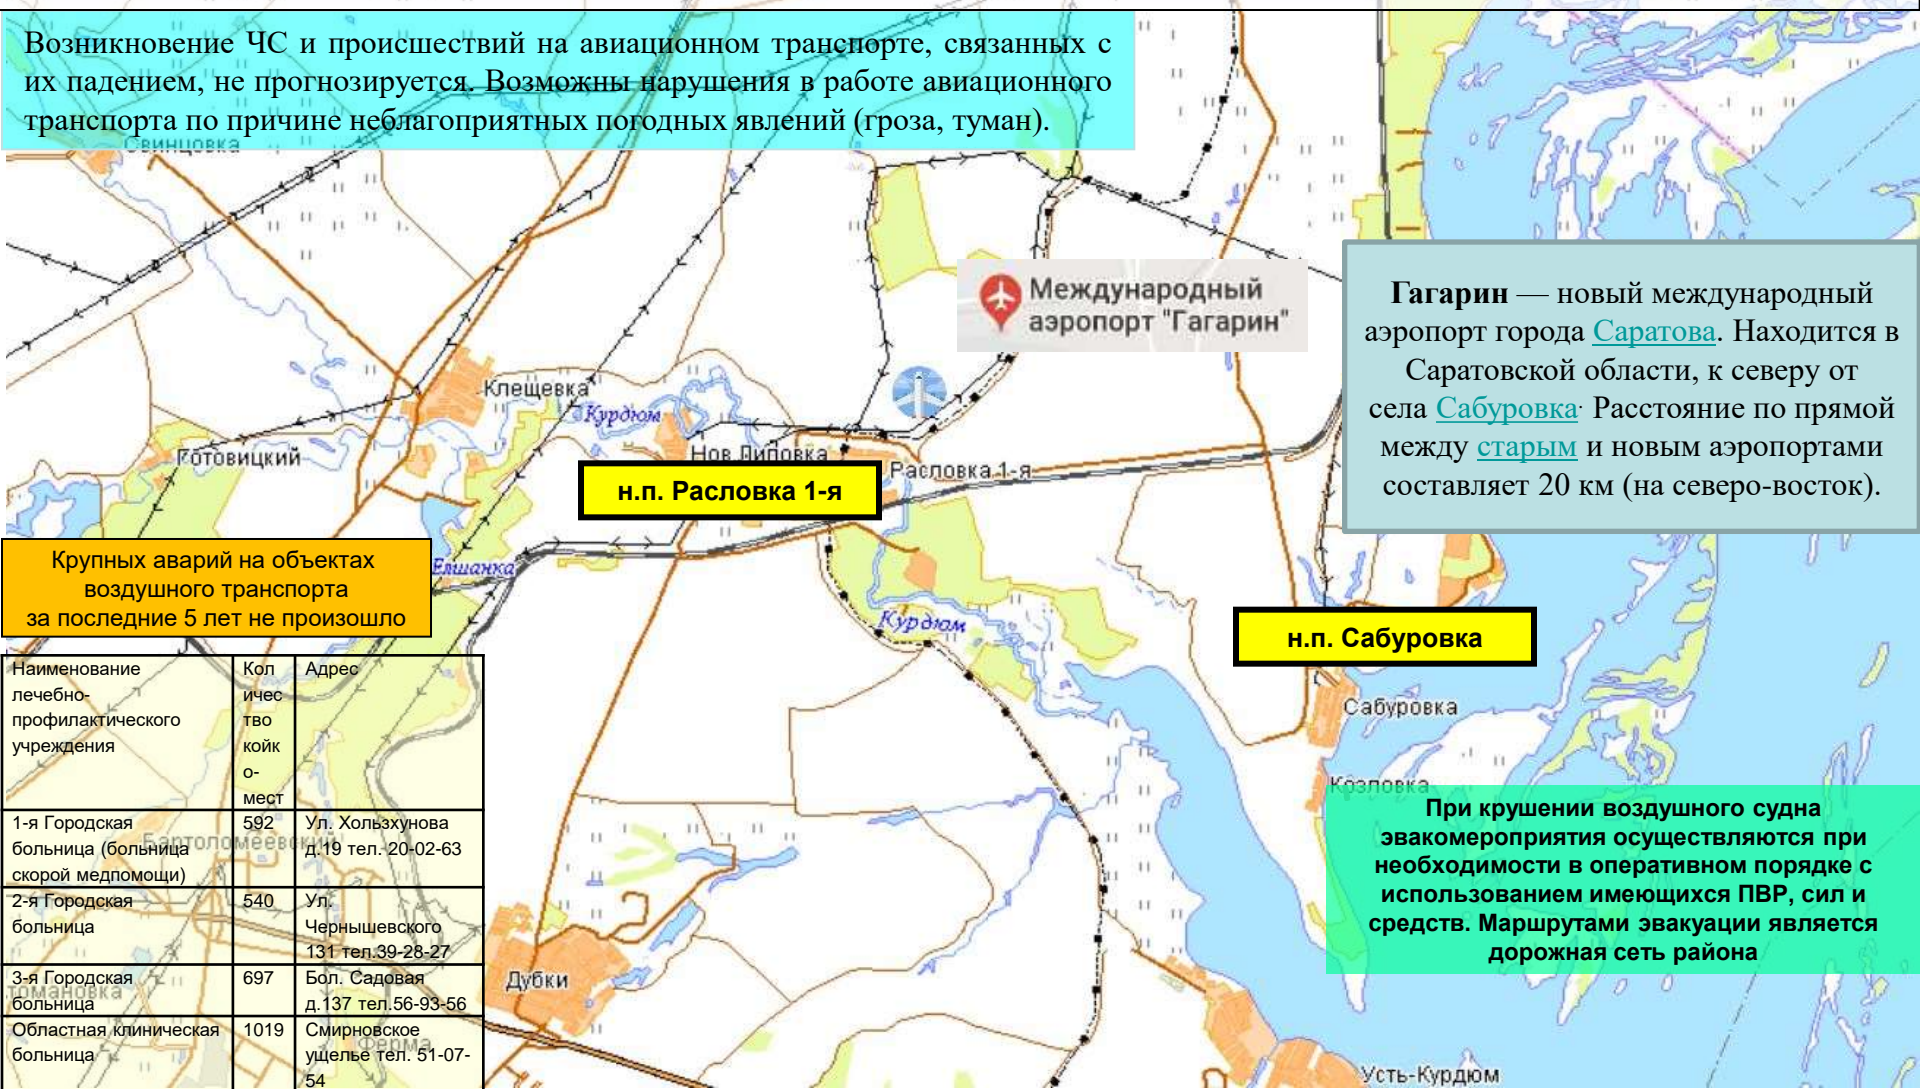 Возникновение ЧС и происшествий на авиационном транспорте, связанных с
их падением, не прогнозируется. Возможны нарушения в работе авиационного
транспорта по причине неблагоприятных погодных явлений (гроза, туман).
Свинцовка
Международный
аэропорт "Гагарин"
Гагарин — новый международный
аэропорт города Саратова. Находится в
Саратовской области, к северу от
села Сабуровка. Расстояние по прямой
между старым и новым аэропортами
составляет 20 км (на северо-восток).
Клещевка
Курдюм
Готовицкий
Нов Липовка
Расловка 1-я
н.п. Расловка 1-я
Елшанка
Курдюм
Крупных аварий на объектах
воздушного транспорта
за последние 5 лет не произошло
н.п. Сабуровка
Сабуровка
Козловка
Наименование
лечебно-
профилактического
учреждения
Кол
ичес
тво
койк
о-
мест
Адрес
1-я Городская
больница (больница
скорой медпомощи)
592
Ул. Хользхунова
д.19 тел. 20-02-63
2-я Городская
больница
540
Ул.
Чернышевского
131 тел.39-28-27
3-я Городская
больница
697
Бол. Садовая
д.137 тел.56-93-56
Областная клиническая
больница
1019
Смирновское
ущелье тел. 51-07-
54
Ферма
Дубки
При крушении воздушного судна
эвакомероприятия осуществляются при
необходимости в оперативном порядке с
использованием имеющихся ПВР, сил и
средств. Маршрутами эвакуации является
дорожная сеть района
Усть-Курдюм